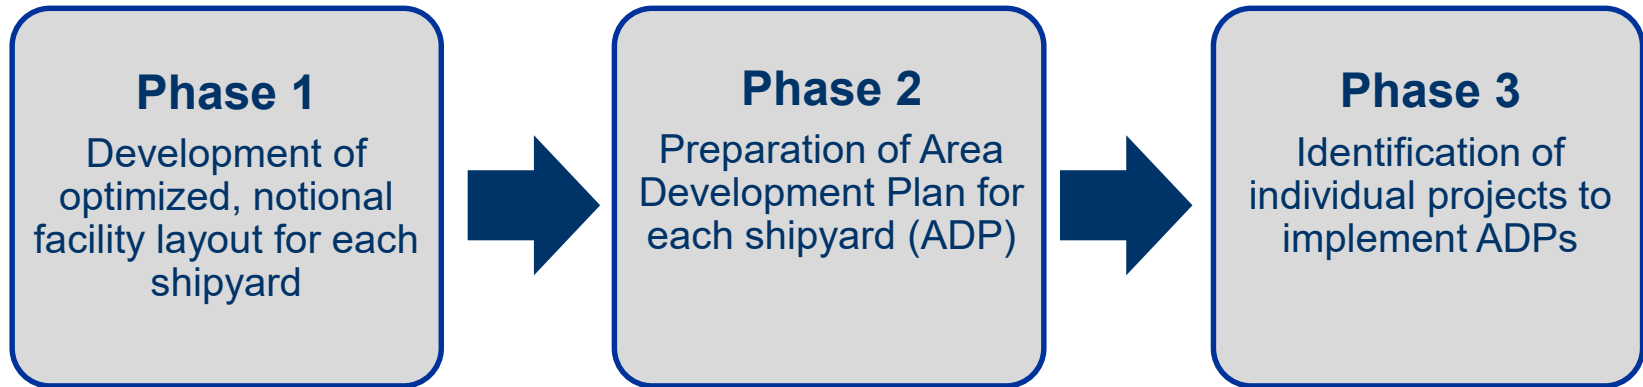 Phase 1
Development of
optimized, notional
facility layout for each
shipyard
Phase 2
Preparation of Area
Development Plan for
each shipyard (ADP)
Phase 3
Identification of
individual projects to
implement ADPs